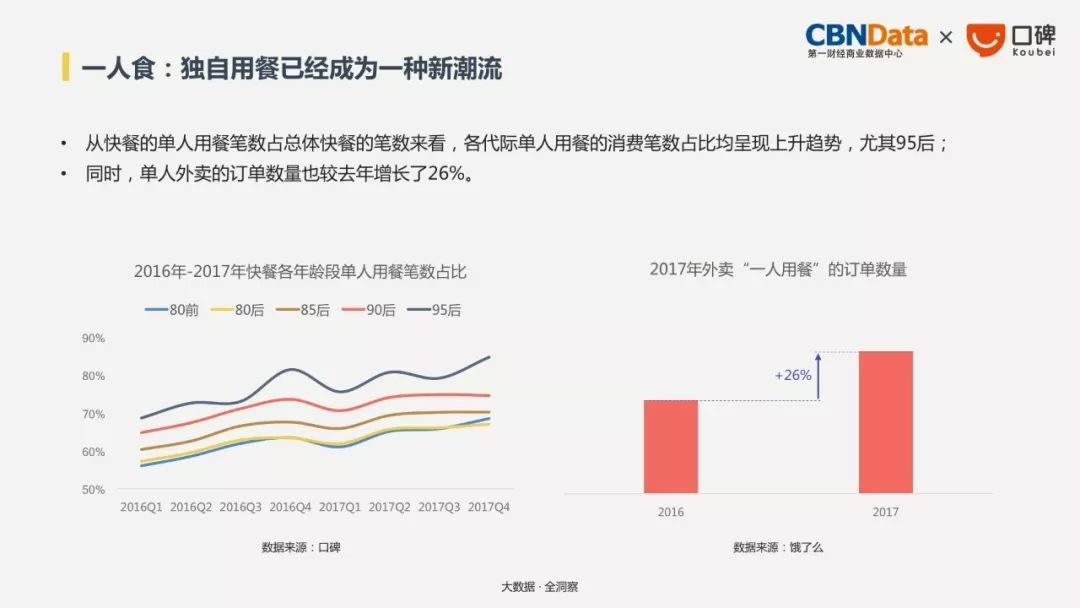 CBNData × 口碑
第一财经商业数据中心 Koubei
一人食：独自用餐已经成为一种新潮流
• 从快餐的单人用餐笔数占总体快餐的笔数来看，各代际单人用餐的消费笔数占比均呈现上升趋势，尤其95后；
• 同时，单人外卖的订单数量也较去年增长了26%。
2016年-2017年快餐各年龄段单人用餐笔数占比
80前 80后 85后 90后 95后
90%
80%
70%
60%
50%
2016Q1 2016Q2 2016Q3 2016Q4 2017Q1 2017Q2 2017Q3 2017Q4
数据来源：口碑
2017年外卖“一人用餐”的订单数量
+26%
2016 2017
数据来源：饿了么
大数据·全洞察